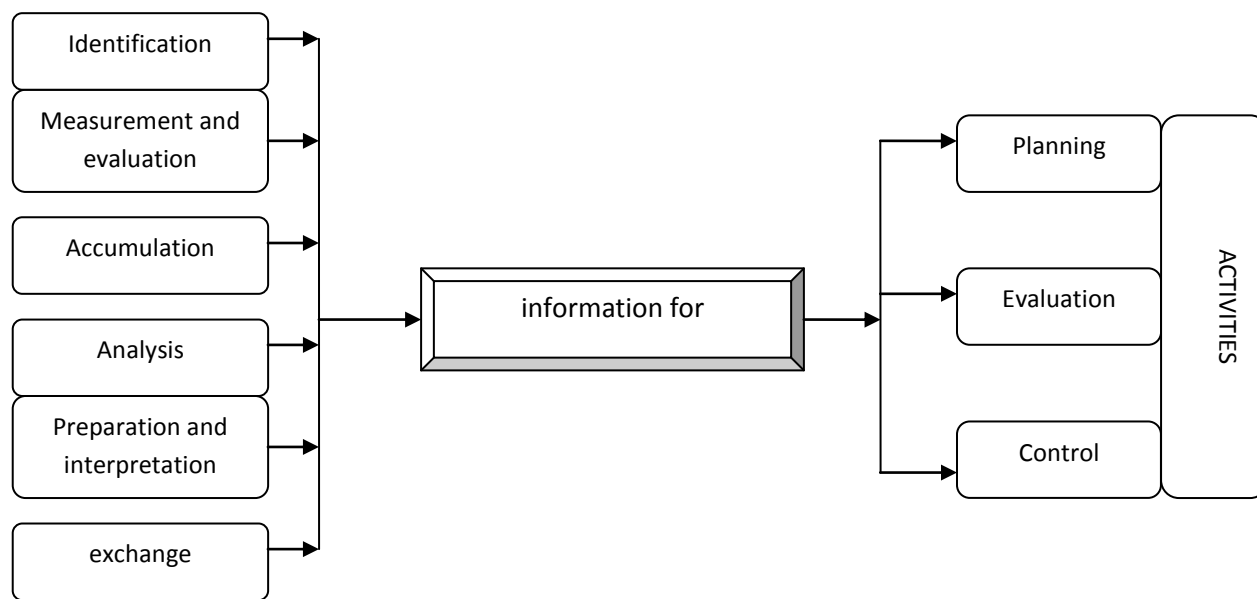 Identification
Measurement and
evaluation
Accumulation
Analysis
Preparation and
interpretation
exchange
information for
Planning
Evaluation
Control
ACTIVITIES